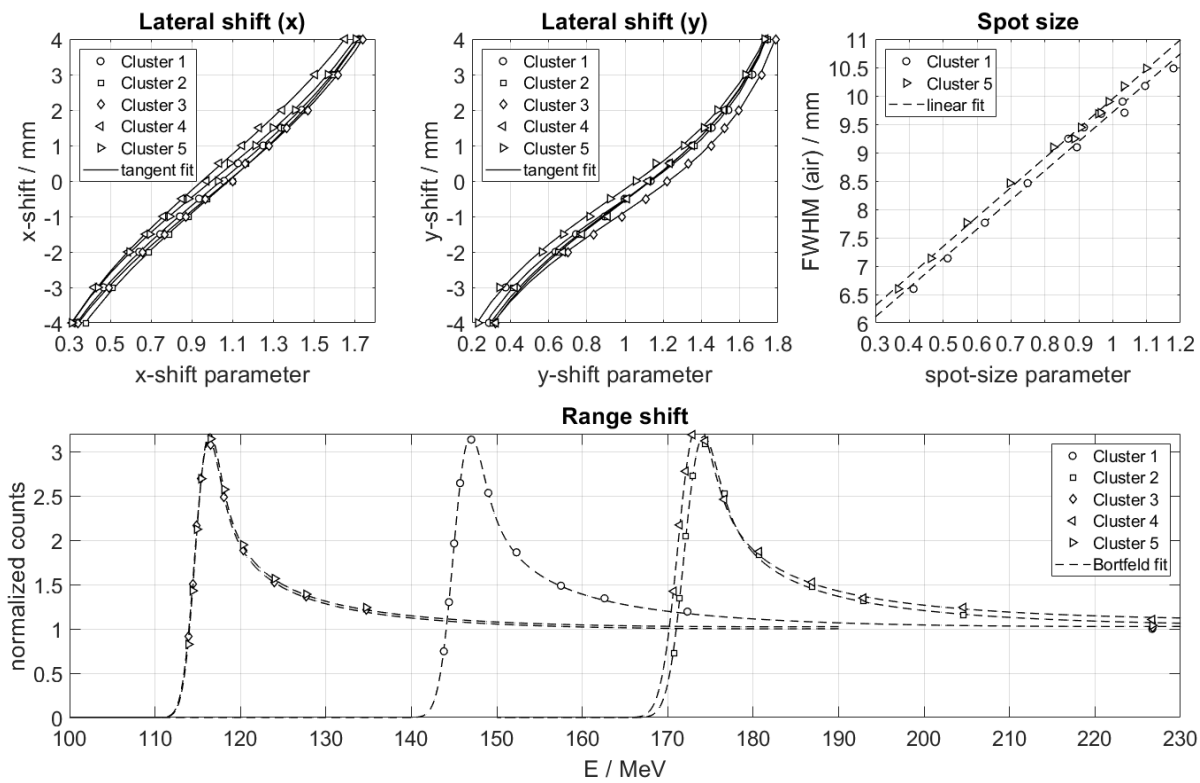 Lateral shift (x)
4
3
2
1
0
-1
-2
-3
-4
x-shift / mm
Cluster 1
Cluster 2
Cluster 3
Cluster 4
Cluster 5
tangent fit
0.3 0.5 0.7 0.9 1.1 1.3 1.5 1.7
x-shift parameter
Lateral shift (y)
4
3
2
1
0
-1
-2
-3
-4
y-shift / mm
Cluster 1
Cluster 2
Cluster 3
Cluster 4
Cluster 5
tangent fit
0.2 0.4 0.6 0.8 1 1.2 1.4 1.6 1.8
y-shift parameter
Spot size
11
10.5
10
9.5
9
8.5
8
7.5
7
6.5
6
FWHM (air) / mm
Cluster 1
Cluster 5
linear fit
0.3 0.4 0.5 0.6 0.7 0.8 0.9 1 1.1 1.2
spot-size parameter
Range shift
3
2.5
2
1.5
1
0.5
0
normalized counts
Cluster 1
Cluster 2
Cluster 3
Cluster 4
Cluster 5
Bortfeld fit
100 110 120 130 140 150 160 170 180 190 200 210 220 230
E / MeV